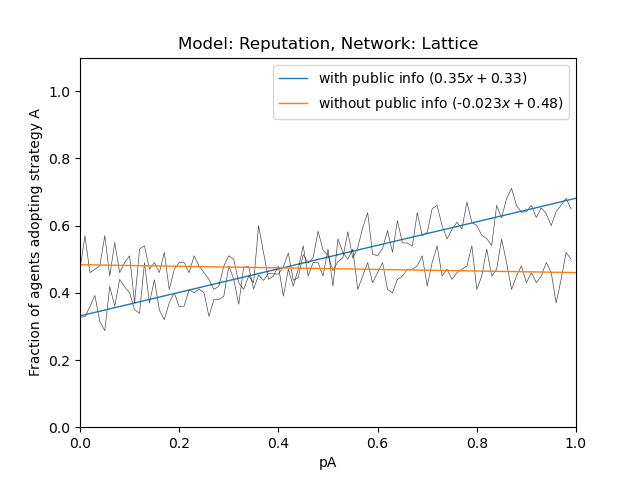 Model: Reputation, Network: Lattice
with public info (0.35x + 0.33)
without public info (-0.023x + 0.48)
Fraction of agents adopting strategy A
1.0
0.8
0.6
0.4
0.2
0.0
0.0 0.2 0.4 0.6 0.8 1.0
pA